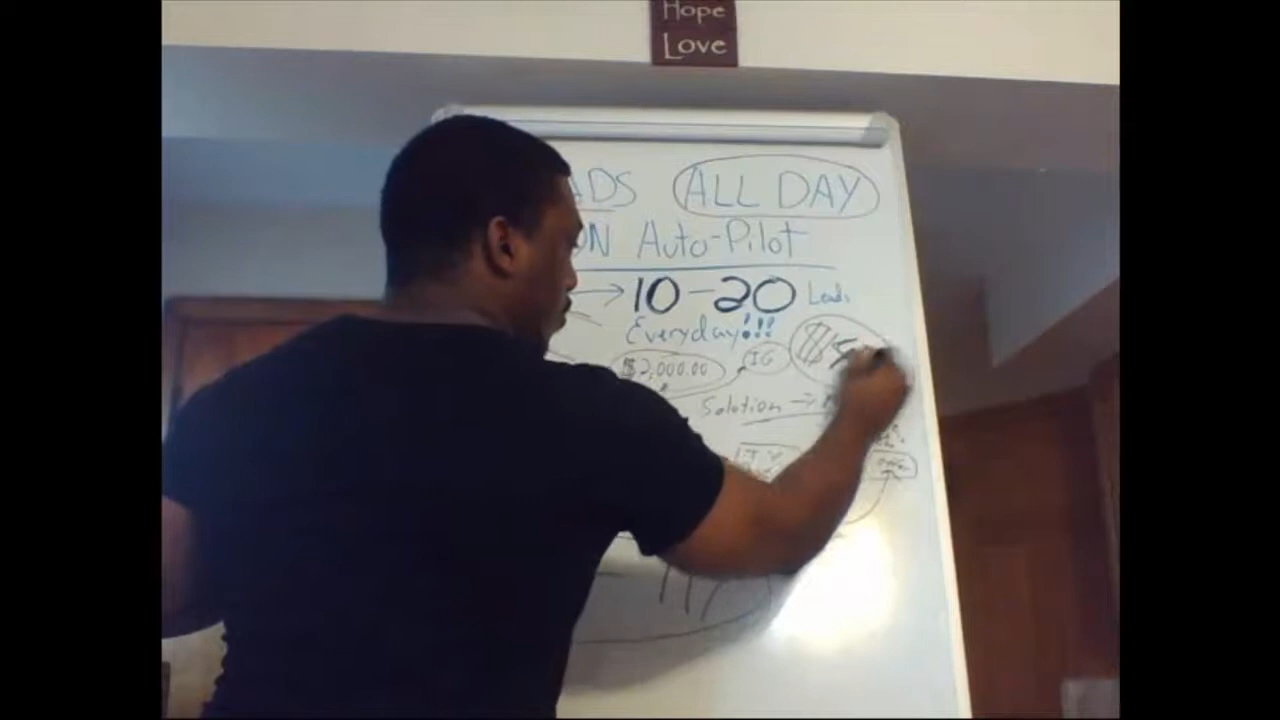 Hope
Love
ADS ALL DAY
ON Auto-Pilot
→ 10-20 Leads
Everyday!!!
$2,000.00 IG $
Solution →